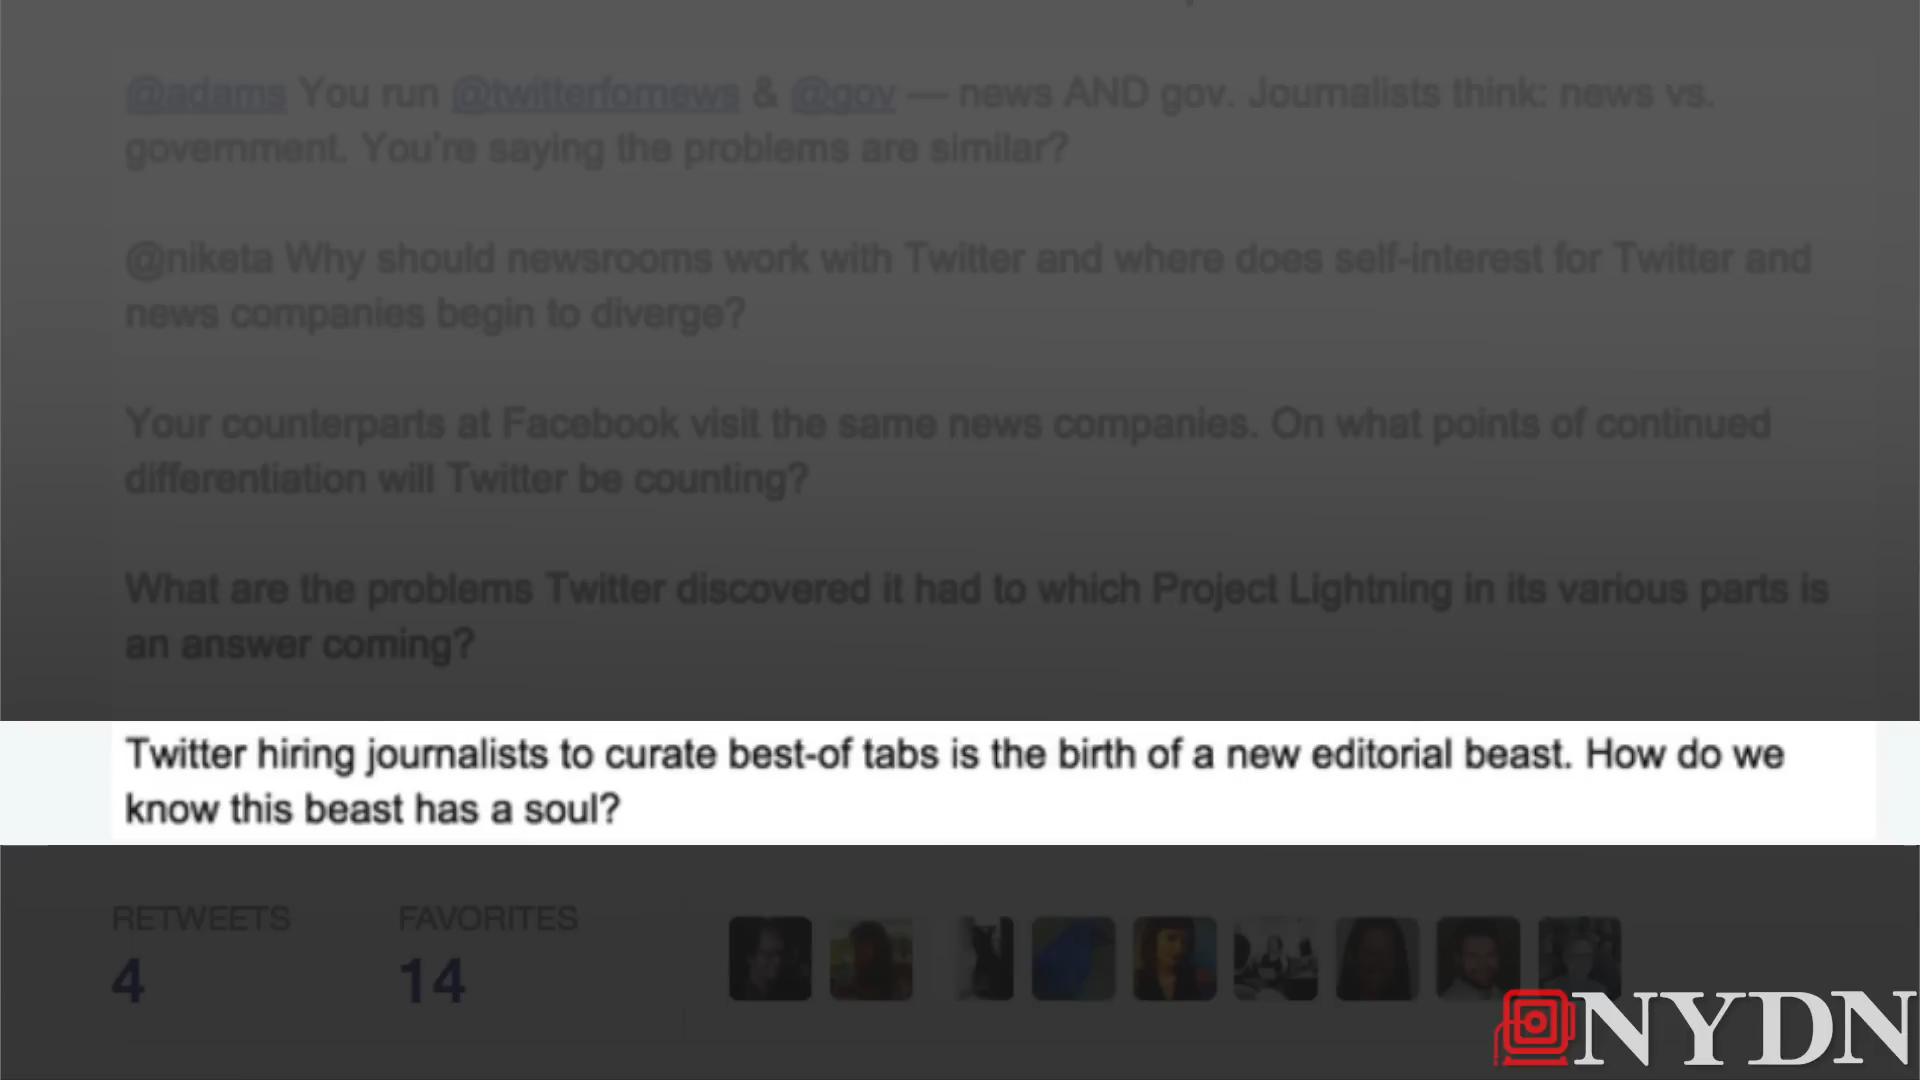 @adams You run @twitterfornews & @gov — news AND gov. Journalists think: news vs.
government. You're saying the problems are similar?
@niketa Why should newsrooms work with Twitter and where does self-interest for Twitter and
news companies begin to diverge?
Your counterparts at Facebook visit the same news companies. On what points of continued
differentiation will Twitter be counting?
What are the problems Twitter discovered it had to which Project Lightning in its various parts is
an answer coming?
Twitter hiring journalists to curate best-of tabs is the birth of a new editorial beast. How do we
know this beast has a soul?
RETWEETS FAVORITES
4 14
NYDN